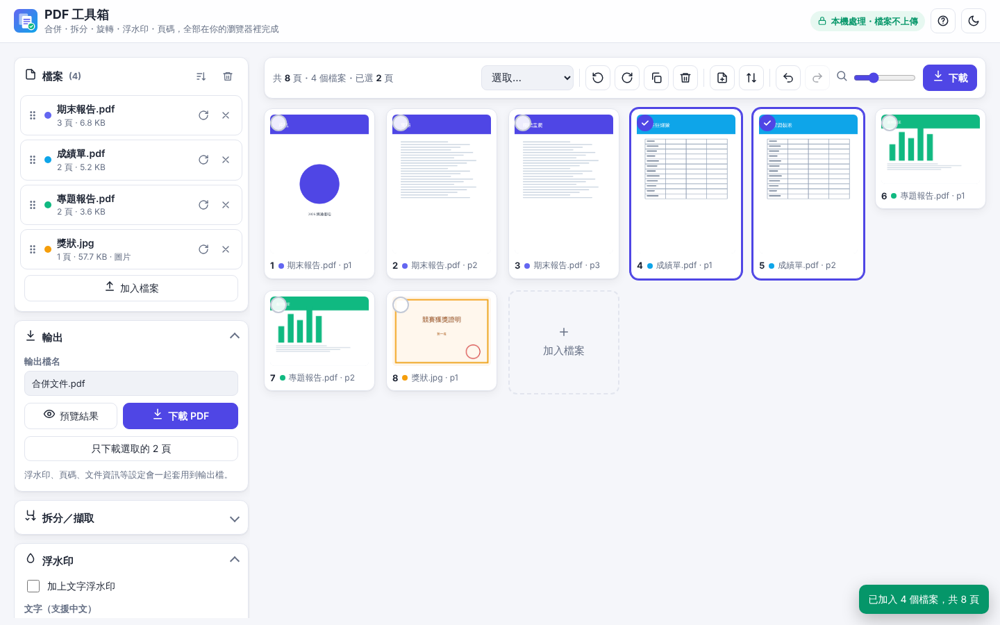 PDF 工具箱
合併・拆分・旋轉・浮水印・頁碼，全部在你的瀏覽器裡完成
本機處理・檔案不上傳
檔案 (4)
期末報告.pdf
3 頁 · 6.8 KB
成績單.pdf
2 頁 · 5.2 KB
專題報告.pdf
2 頁 · 3.6 KB
獎狀.jpg
1 頁 · 57.7 KB · 圖片
加入檔案
輸出
輸出檔名
合併文件.pdf
預覽結果
下載 PDF
只下載選取的 2 頁
浮水印、頁碼、文件資訊等設定會一起套用到輸出檔。
拆分／擷取
浮水印
加上文字浮水印
文字（支援中文）
共 8 頁・4 個檔案・已選 2 頁
選取...
下載
1 期末報告.pdf · p1
2 期末報告.pdf · p2
3 期末報告.pdf · p3
4 成績單.pdf · p1
5 成績單.pdf · p2
6 專題報告.pdf · p1
7 專題報告.pdf · p2
競賽獲獎證明
第一名
8 獎狀.jpg · p1
加入檔案
已加入 4 個檔案，共 8 頁